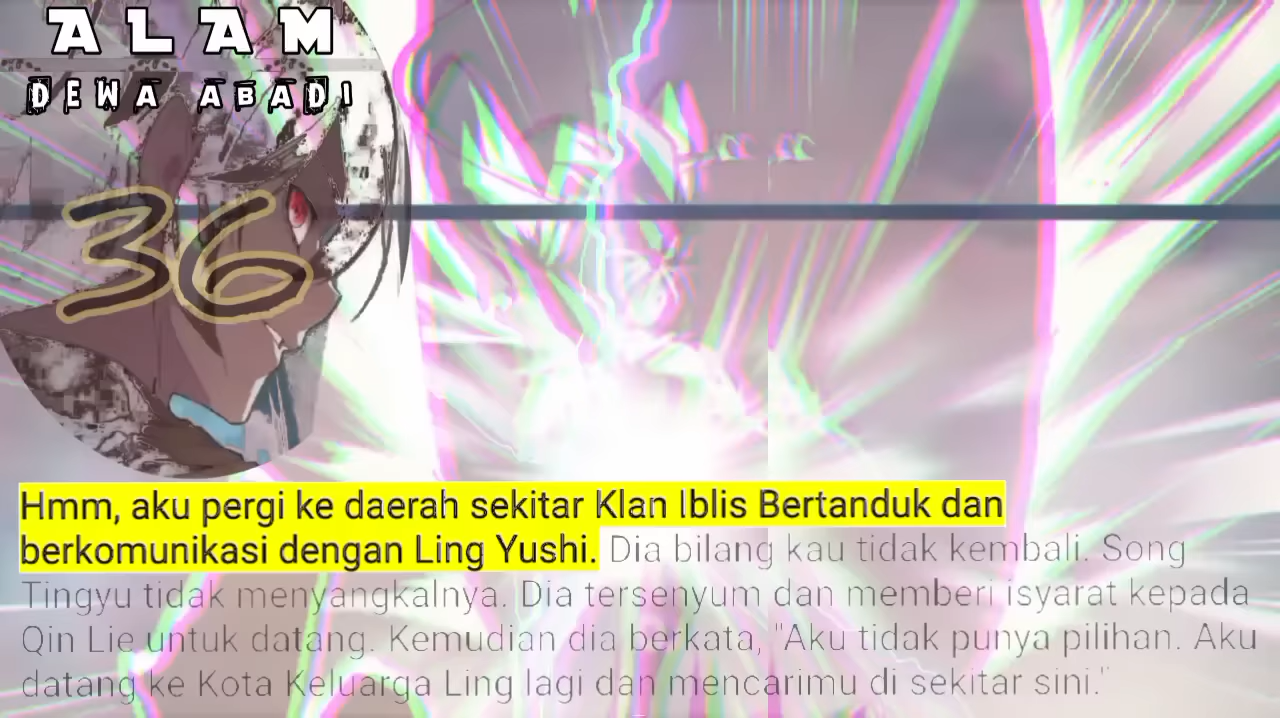 ALAM
DEWA ABADI
36
Hmm, aku pergi ke daerah sekitar Klan Iblis Bertanduk dan
berkomunikasi dengan Ling Yushi. Dia bilang kau tidak kembali. Song
Tingyu tidak menyangkalnya. Dia tersenyum dan memberi isyarat kepada
Qin Lie untuk datang. Kemudian dia berkata, "Aku tidak punya pilihan. Aku
datang ke Kota Keluarga Ling lagi dan mencarimu di sekitar sini."